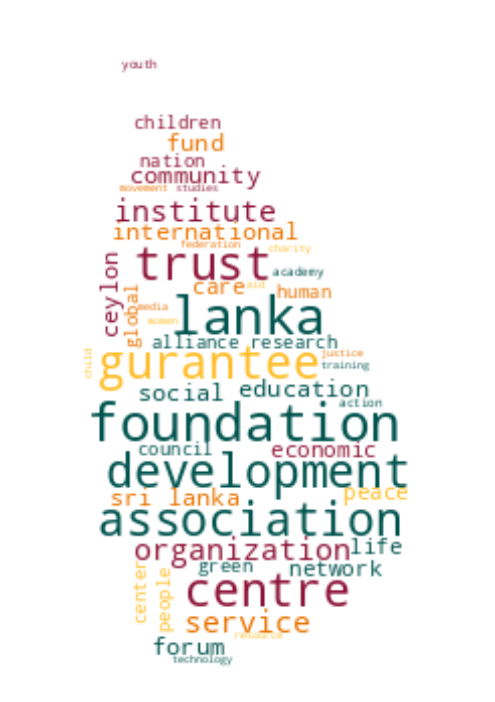 youth
children
fund
nation
community
movement studies
institute
international
federation
charity
trust
academy
ceylon
care aid
human
global
media
lanka
women
alliance research
child
gurantee
justice
training
social education
action
foundation
council
economic
development
sri lanka
peace
association
organization
life
center
people
green
network
centre
service
resource
forum
technology